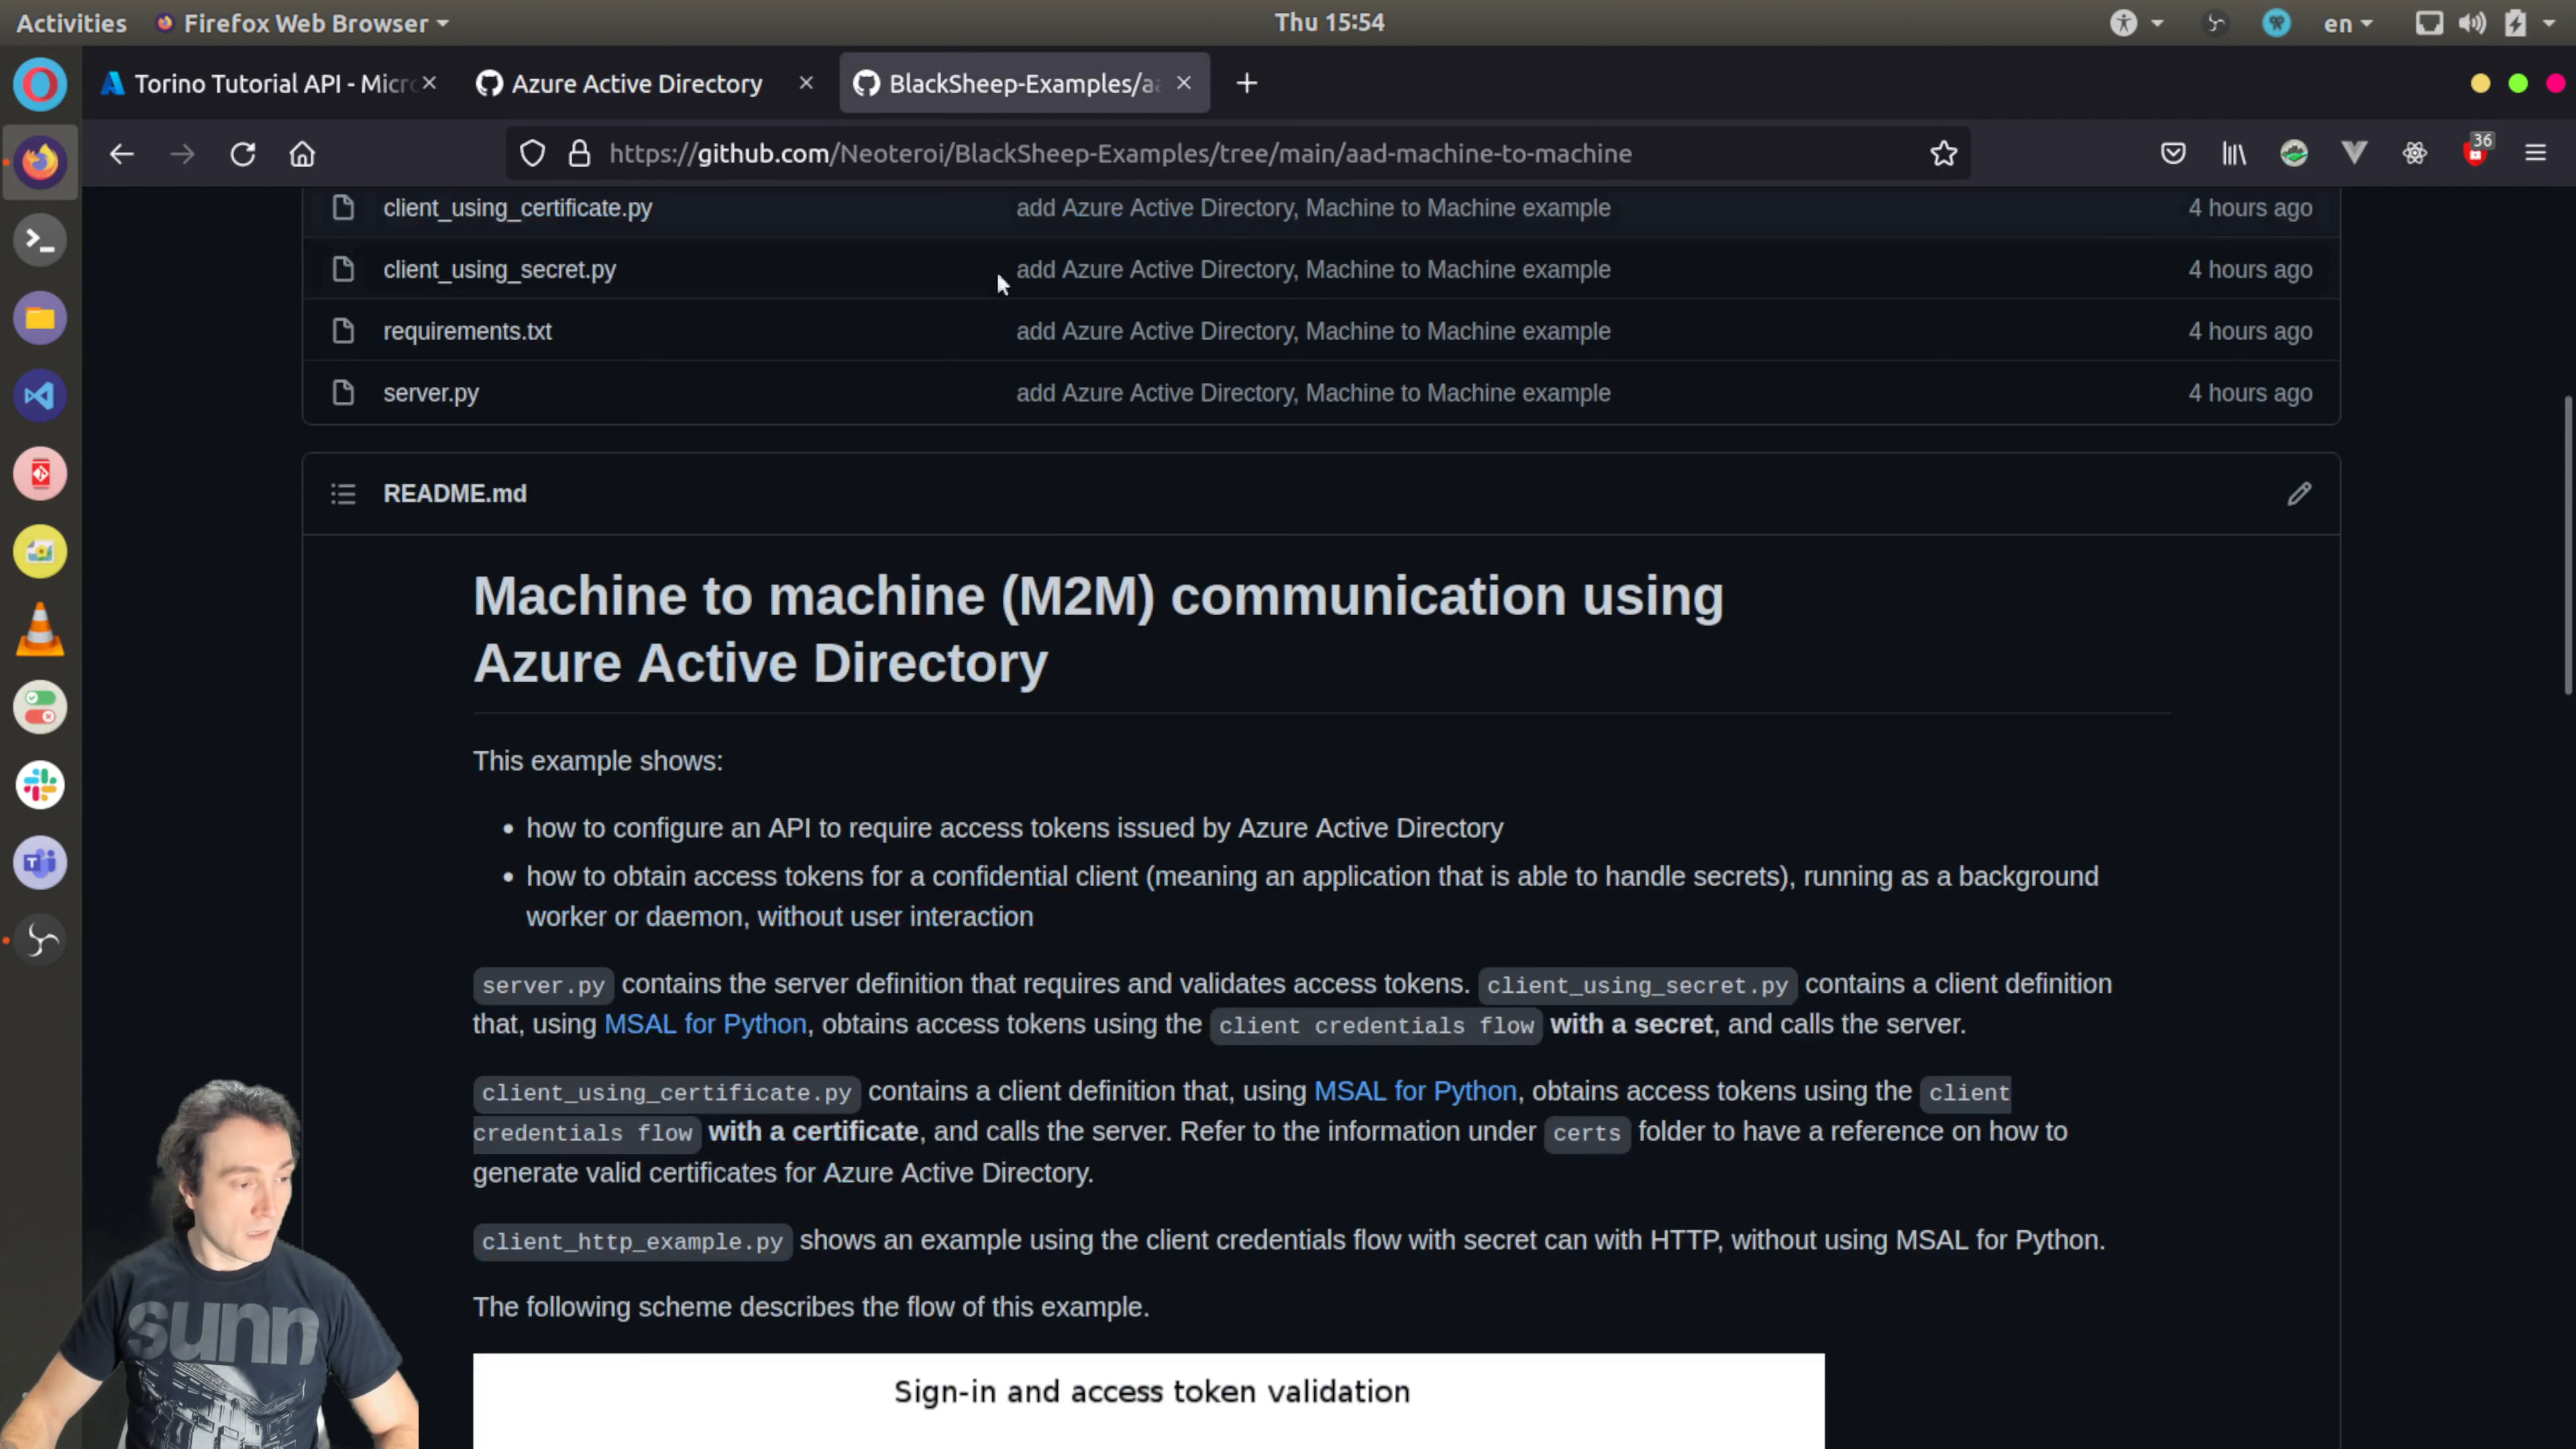 Activities Firefox Web Browser Thu 15:54 en
Torino Tutorial API - Micro Azure Active Directory BlackSheep-Examples/aa
https://github.com/Neoteroi/BlackSheep-Examples/tree/main/aad-machine-to-machine 36
client_using_certificate.py add Azure Active Directory, Machine to Machine example 4 hours ago
client_using_secret.py add Azure Active Directory, Machine to Machine example 4 hours ago
requirements.txt add Azure Active Directory, Machine to Machine example 4 hours ago
server.py add Azure Active Directory, Machine to Machine example 4 hours ago
README.md
Machine to machine (M2M) communication using
Azure Active Directory
This example shows:
• how to configure an API to require access tokens issued by Azure Active Directory
• how to obtain access tokens for a confidential client (meaning an application that is able to handle secrets), running as a background
worker or daemon, without user interaction
server.py contains the server definition that requires and validates access tokens. client_using_secret.py contains a client definition
that, using MSAL for Python, obtains access tokens using the client credentials flow with a secret, and calls the server.
client_using_certificate.py contains a client definition that, using MSAL for Python, obtains access tokens using the client
credentials flow with a certificate, and calls the server. Refer to the information under certs folder to have a reference on how to
generate valid certificates for Azure Active Directory.
client_http_example.py shows an example using the client credentials flow with secret can with HTTP, without using MSAL for Python.
The following scheme describes the flow of this example.
Sign-in and access token validation
sunn